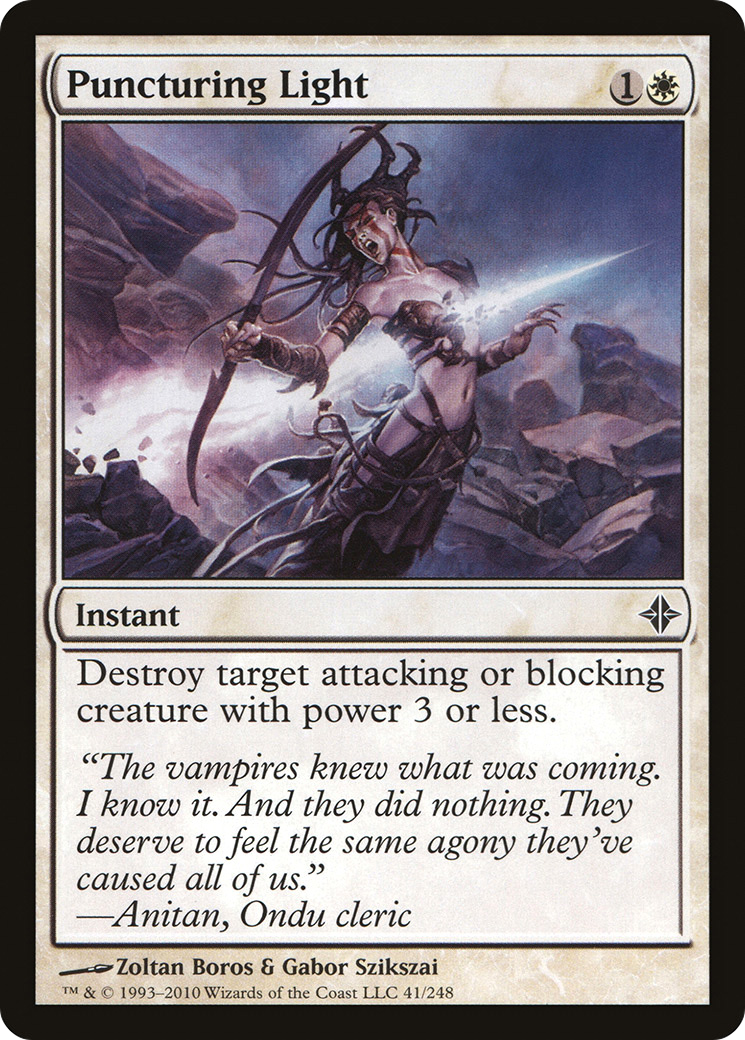 Puncturing Light 1
Instant
Destroy target attacking or blocking
creature with power 3 or less.
“The vampires knew what was coming.
I know it. And they did nothing. They
deserve to feel the same agony they’ve
caused all of us.”
—Anitan, Ondu cleric
Zoltan Boros & Gabor Szikszai
™ & © 1993–2010 Wizards of the Coast LLC 41/248